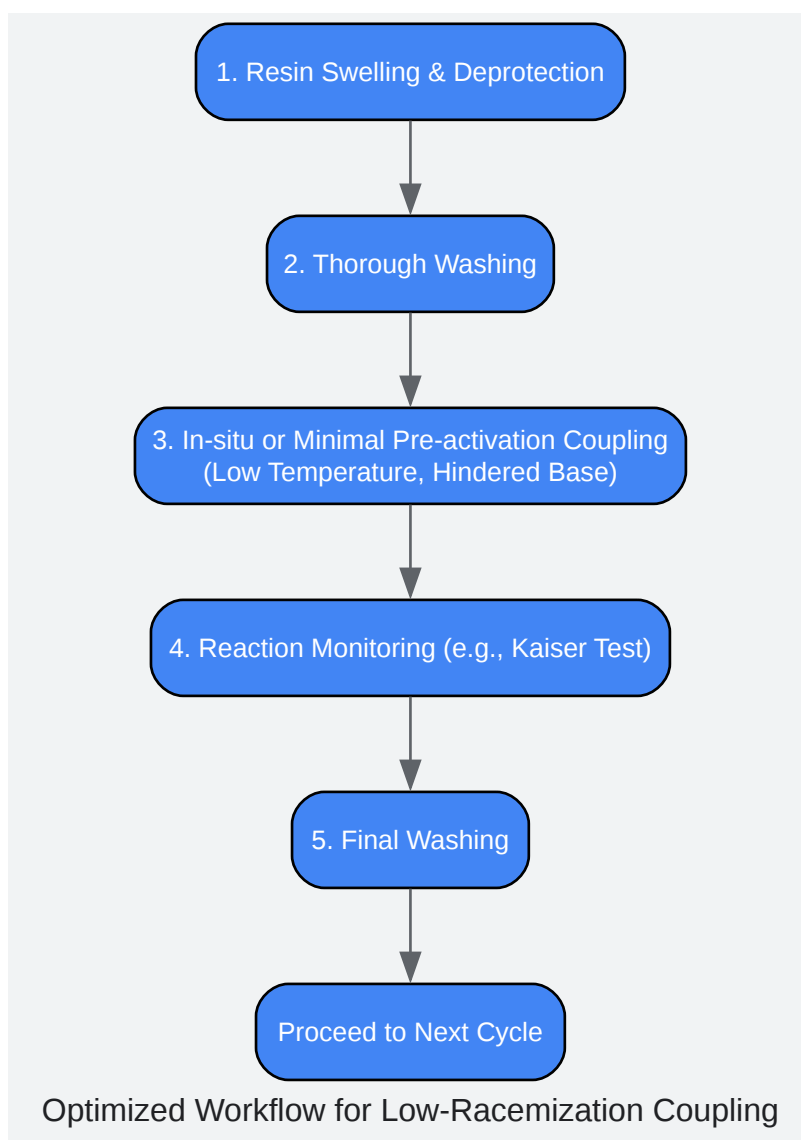 1. Resin Swelling & Deprotection
2. Thorough Washing
3. In-situ or Minimal Pre-activation Coupling
(Low Temperature, Hindered Base)
4. Reaction Monitoring (e.g., Kaiser Test)
5. Final Washing
Proceed to Next Cycle
Optimized Workflow for Low-Racemization Coupling